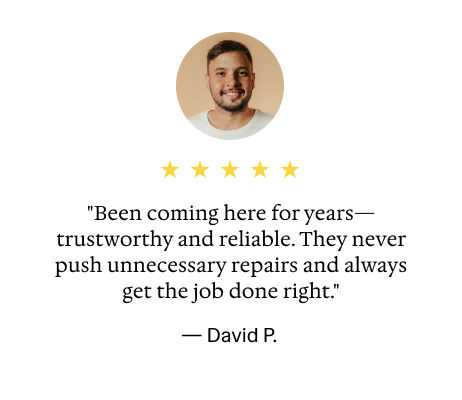 "Been coming here for years—
trustworthy and reliable. They never
push unnecessary repairs and always
get the job done right."
— David P.